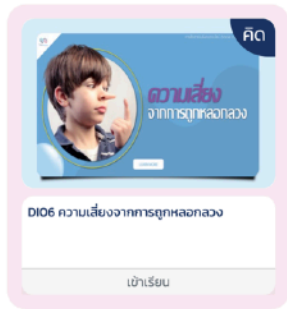 คิด
ความเสี่ยง
จากการถูกหลอกลวง
DI06 ความเสี่ยงจากการถูกหลอกลวง
เข้าเรียน